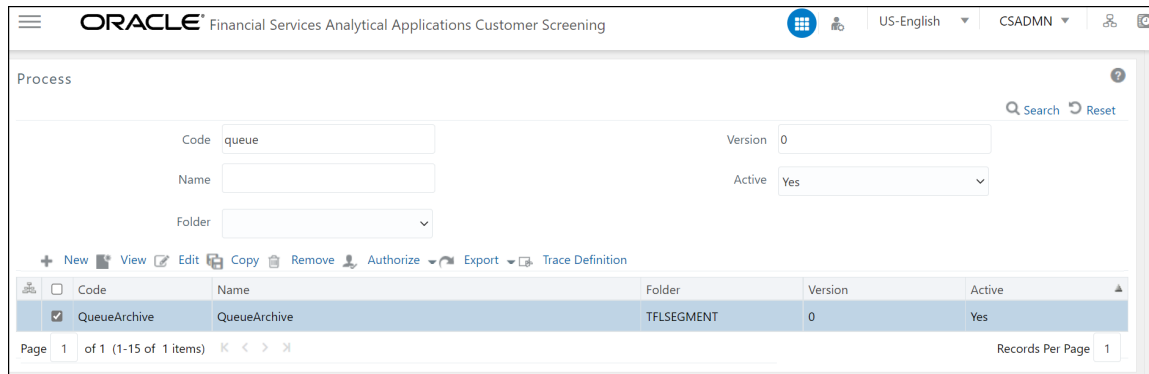 ORACLE® Financial Services Analytical Applications Customer Screening US-English CSADMN
Process
Search Reset
Code queue Version 0
Name Active Yes
Folder
New View Edit Copy Remove Authorize Export Trace Definition
Code Name Folder Version Active
QueueArchive QueueArchive TFLSEGMENT 0 Yes
Page 1 of 1 (1-15 of 1 items) Records Per Page 1